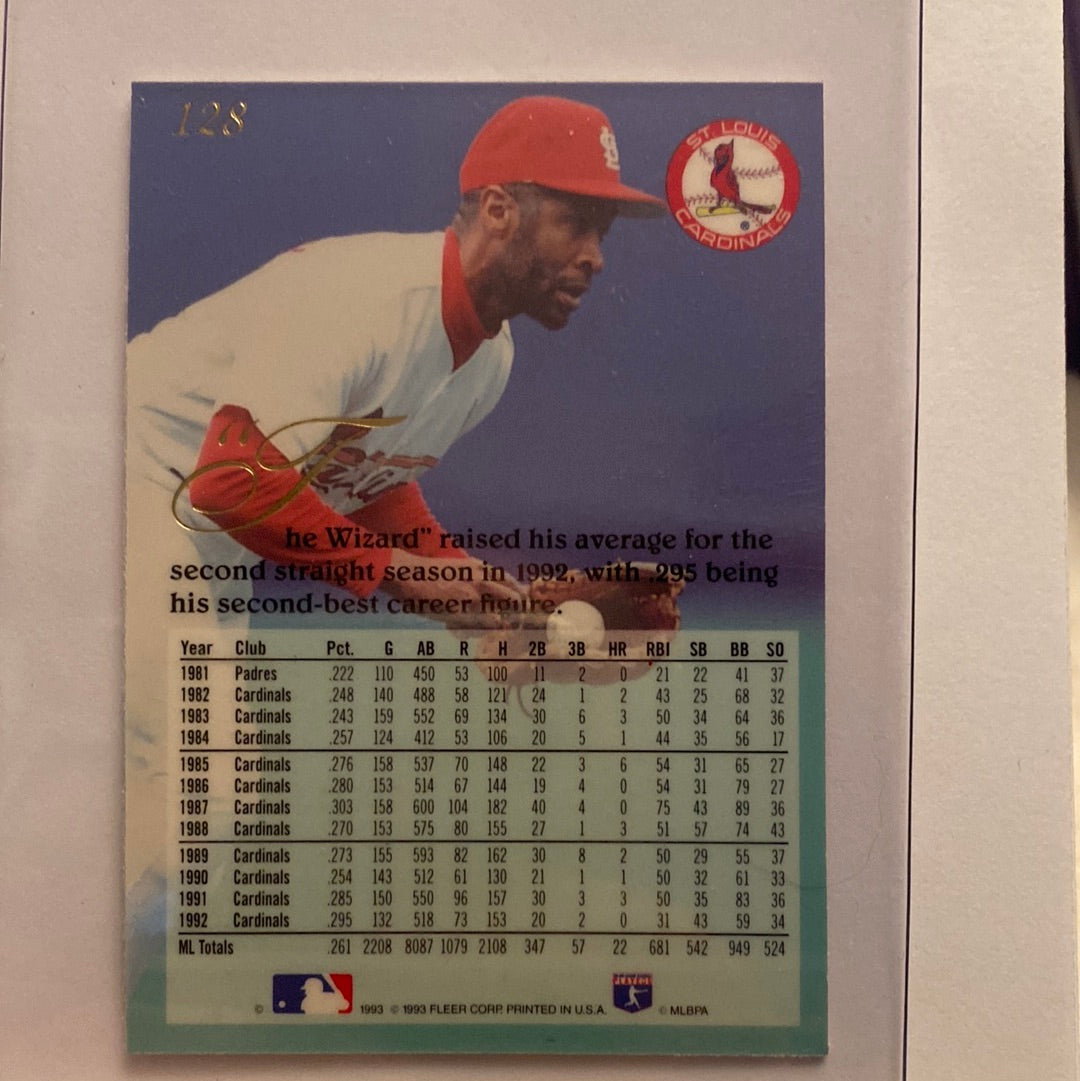 128
ST. LOUIS
CARDINALS
"The Wizard" raised his average for the
second straight season in 1992, with .295 being
his second-best career figure.
Year Club Pct. G AB R H 2B 3B HR RBI SB BB SO
1981 Padres .222 110 450 53 100 11 2 0 21 22 41 37
1982 Cardinals .248 140 488 58 121 24 1 2 43 25 68 32
1983 Cardinals .243 159 552 69 134 30 6 3 50 34 64 36
1984 Cardinals .257 124 412 53 106 20 5 1 44 35 56 17
1985 Cardinals .276 158 537 70 148 22 3 6 54 31 65 27
1986 Cardinals .280 153 514 67 144 19 4 0 54 31 79 27
1987 Cardinals .303 158 600 104 182 40 4 0 75 43 89 36
1988 Cardinals .270 153 575 80 155 27 1 3 51 57 74 43
1989 Cardinals .273 155 593 82 162 30 8 2 50 29 55 37
1990 Cardinals .254 143 512 61 130 21 1 1 50 32 61 33
1991 Cardinals .285 150 550 96 157 30 3 3 50 35 83 36
1992 Cardinals .295 132 518 73 153 20 2 0 31 43 59 34
ML Totals .261 2208 8087 1079 2108 347 57 22 681 542 949 524
© 1993 © 1993 FLEER CORP. PRINTED IN U.S.A. PLAYERS © MLBPA